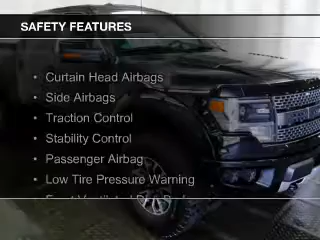 SAFETY FEATURES
• Curtain Head Airbags
• Side Airbags
• Traction Control
• Stability Control
• Passenger Airbag
• Low Tire Pressure Warning